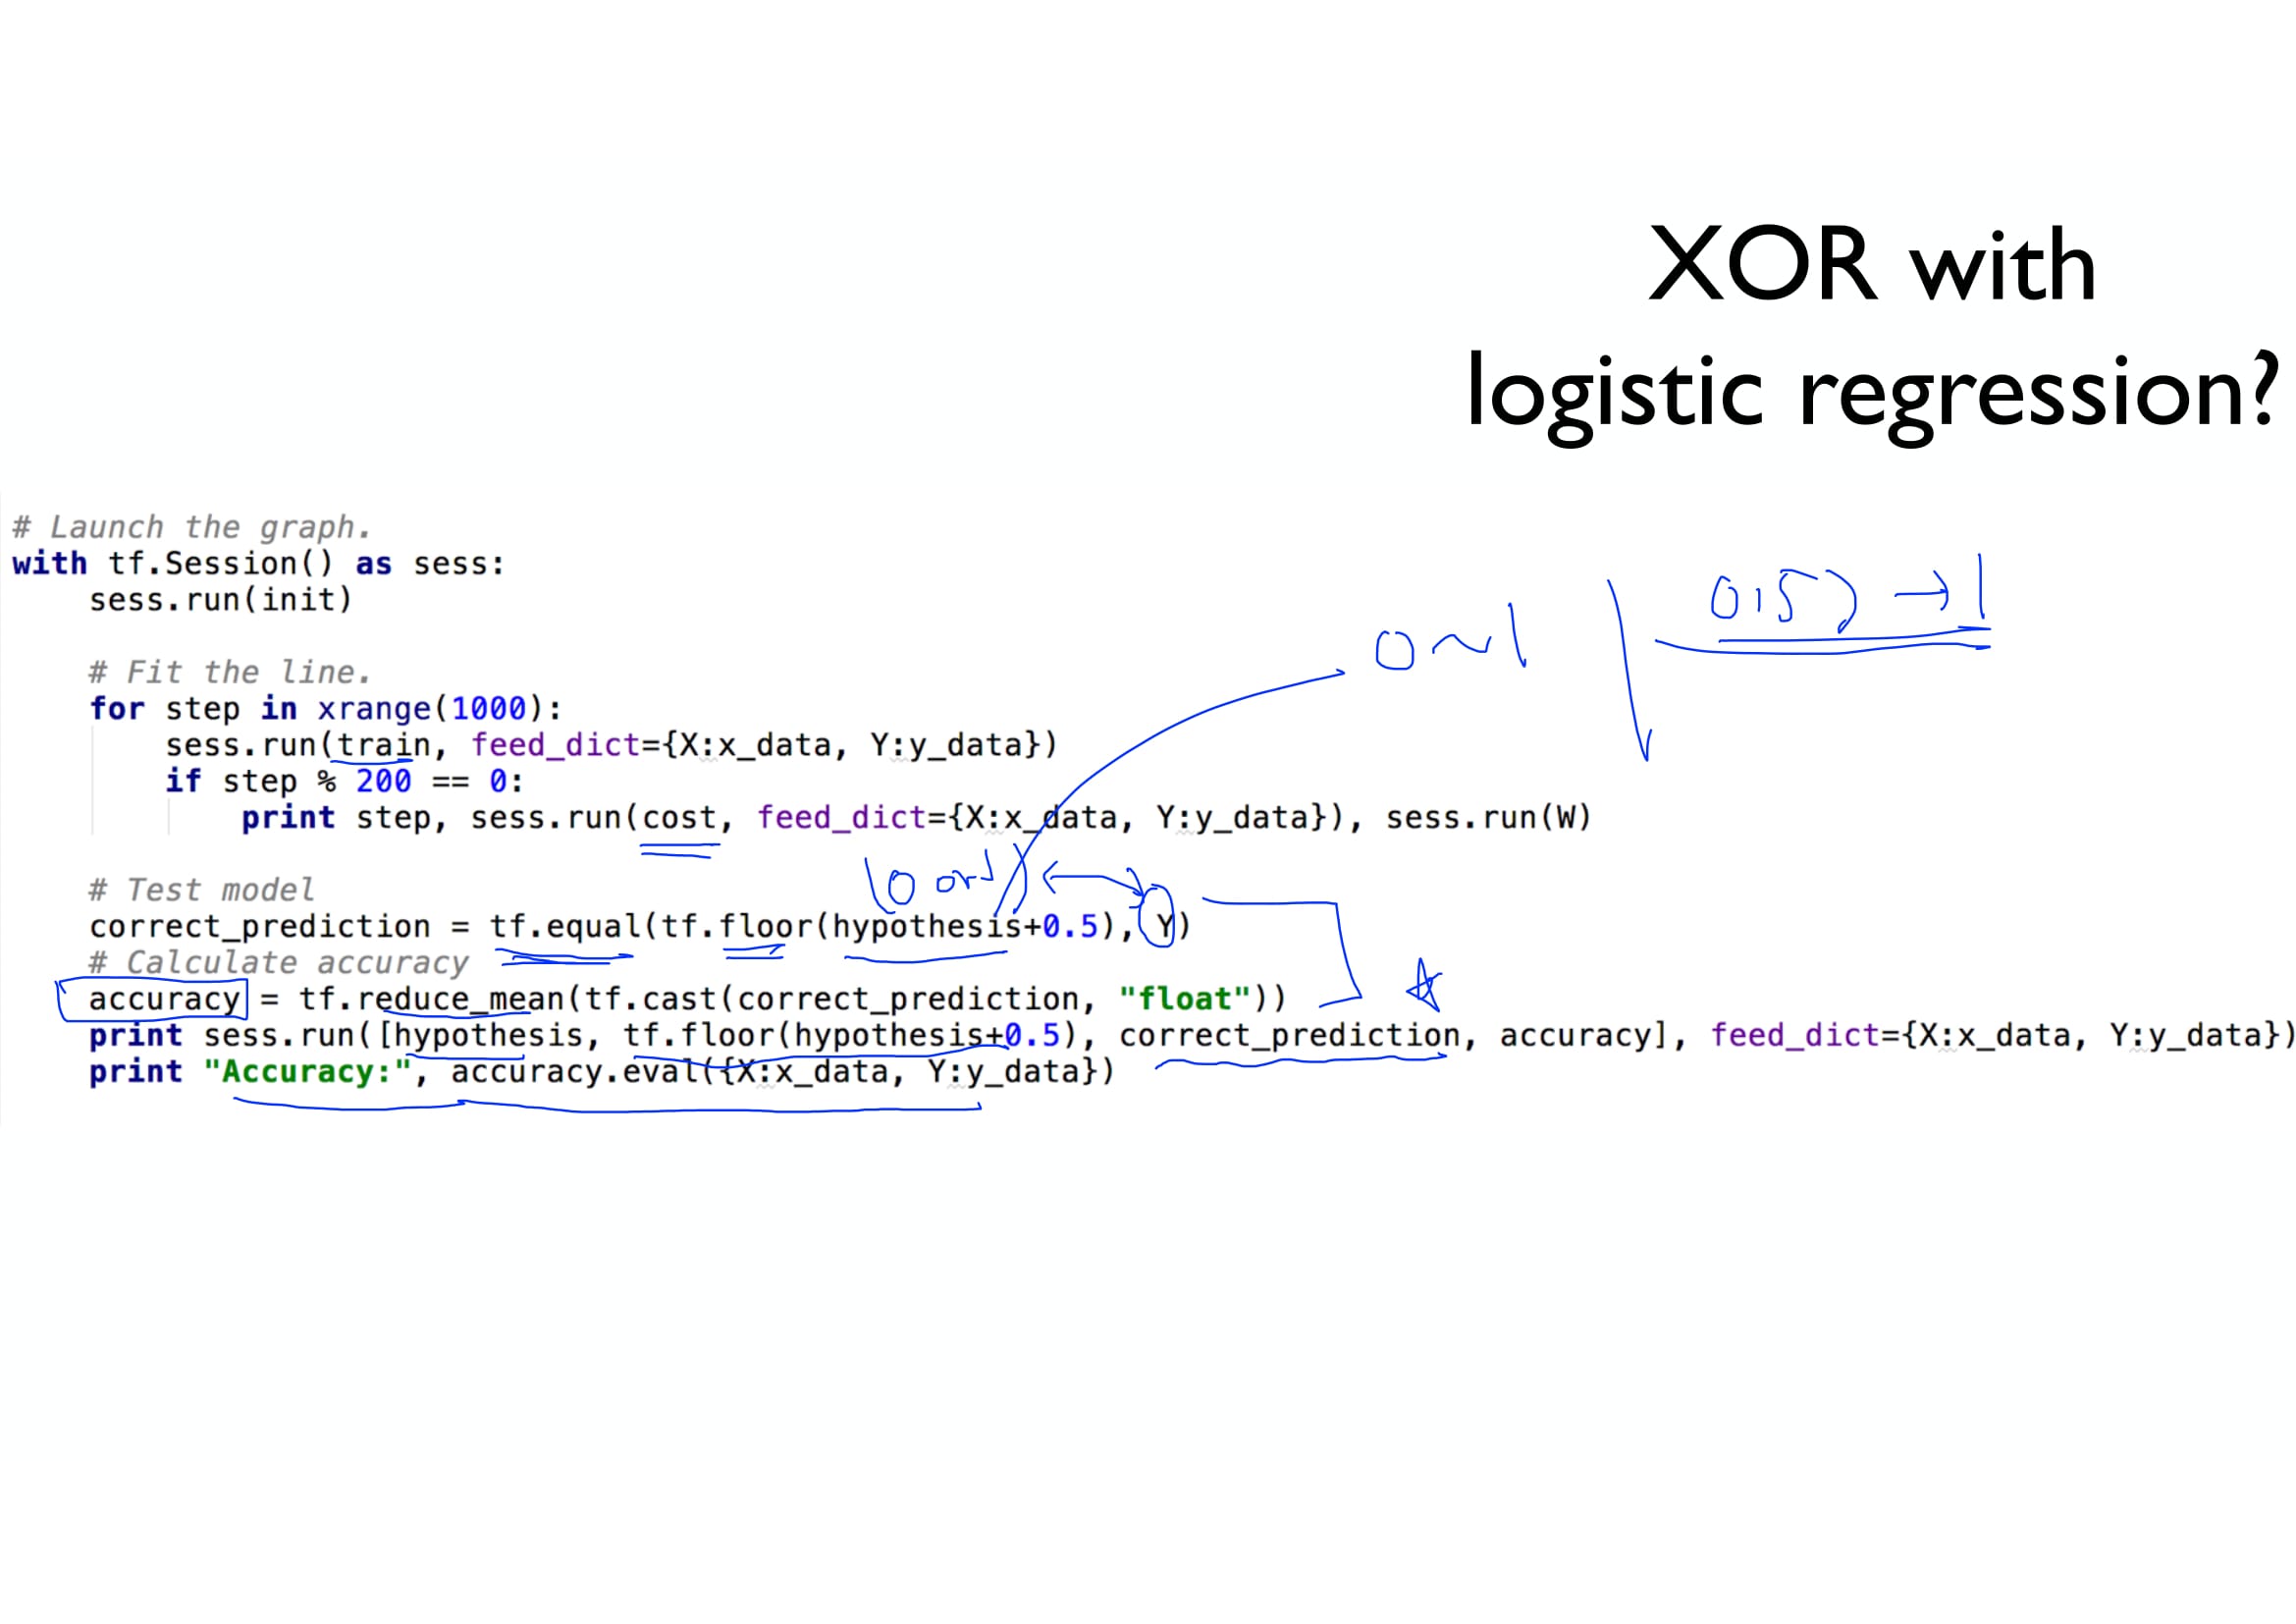 XOR with
logistic regression?
# Launch the graph.
with tf.Session() as sess:
sess.run(init)
# Fit the line.
for step in xrange(1000):
sess.run(train, feed_dict={X:x_data, Y:y_data})
if step % 200 == 0:
print step, sess.run(cost, feed_dict={X:x_data, Y:y_data}), sess.run(W)
0 ~ 1
→ 1
(0 or 1)
# Test model
correct_prediction = tf.equal(tf.floor(hypothesis+0.5), Y)
# Calculate accuracy
accuracy = tf.reduce_mean(tf.cast(correct_prediction, "float"))
print sess.run([hypothesis, tf.floor(hypothesis+0.5), correct_prediction, accuracy], feed_dict={X:x_data, Y:y_data})
print "Accuracy:", accuracy.eval({X:x_data, Y:y_data})